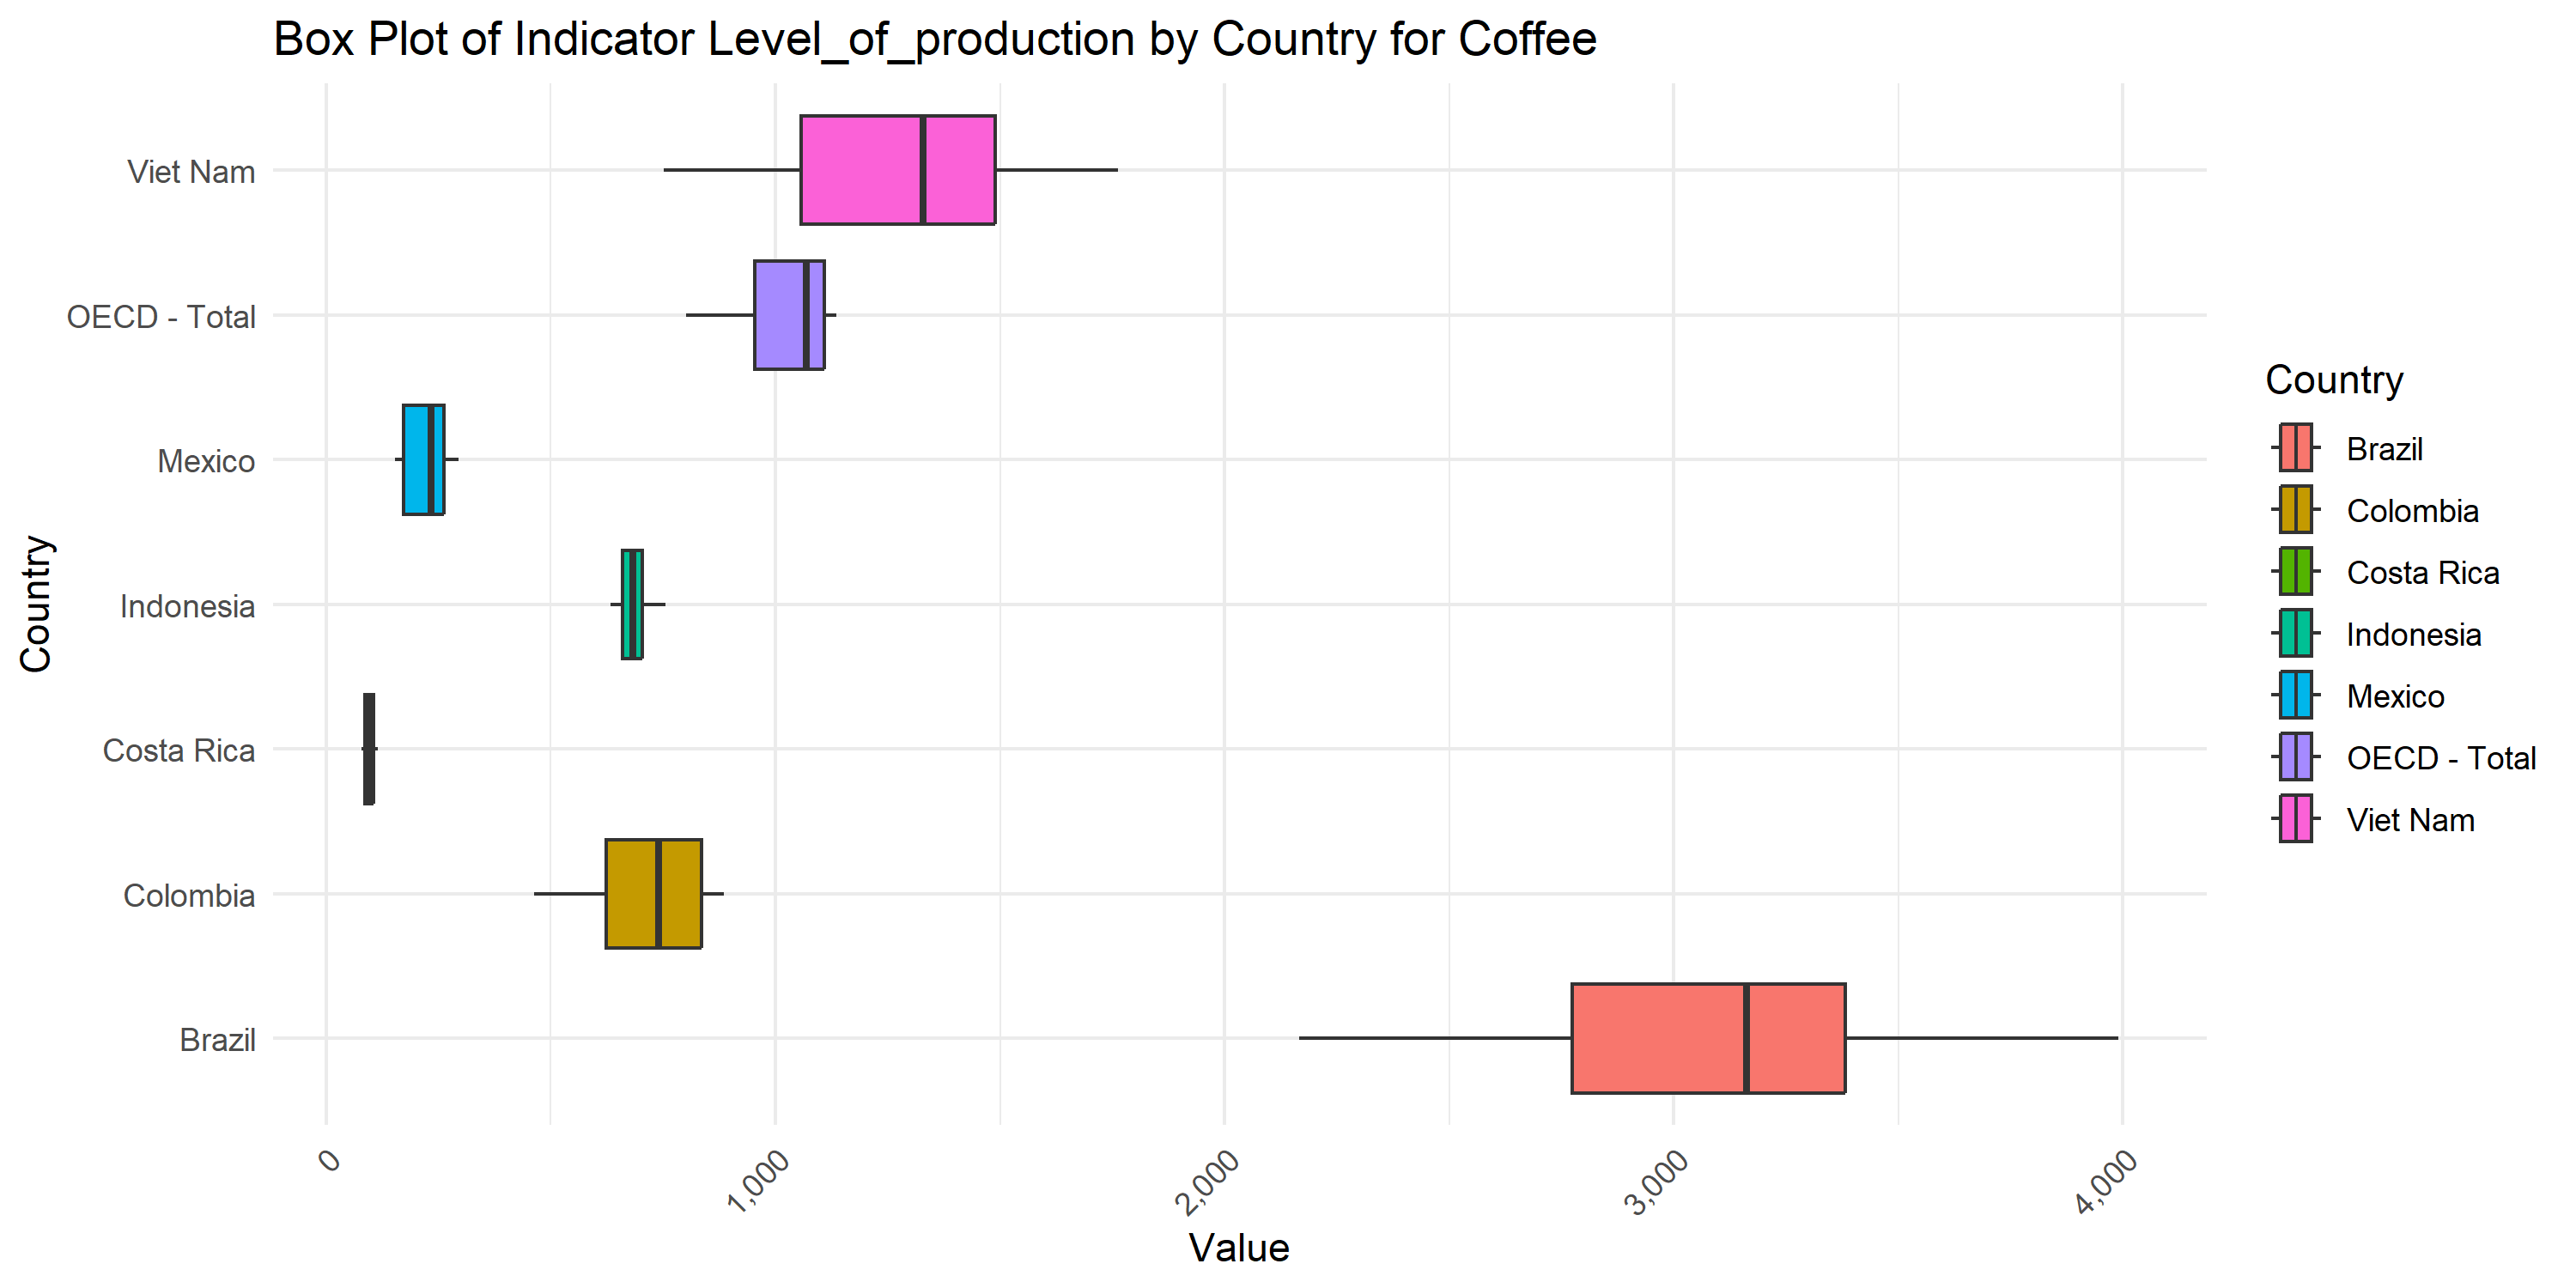 Box Plot of Indicator Level_of_production by Country for Coffee
Country
Viet Nam
OECD - Total
Mexico
Indonesia
Costa Rica
Colombia
Brazil
0
1,000
2,000
3,000
4,000
Value
Country
Brazil
Colombia
Costa Rica
Indonesia
Mexico
OECD - Total
Viet Nam